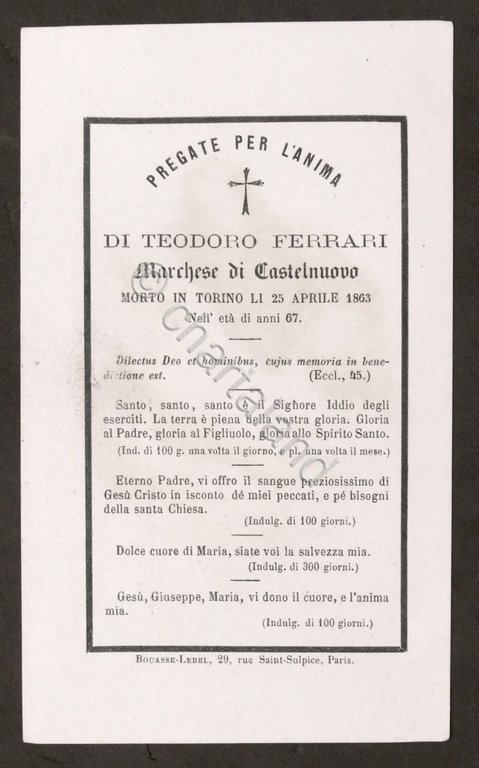 PREGATE PER L'ANIMA
DI TEODORO FERRARI
Marchese di Castelnuovo
MORTO IN TORINO LI 25 APRILE 1863
Nell' età di anni 67.
Dilectus Deo et hominibus, cujus memoria in bene-
dictione est. (Eccl., 45.)
Santo, santo, santo è il Signore Iddio degli
eserciti. La terra è piena della vostra gloria. Gloria
al Padre, gloria al Figliuolo, gloria allo Spirito Santo.
(Ind. di 100 g. una volta il giorno, e pl. una volta il mese.)
Eterno Padre, vi offro il sangue preziosissimo di
Gesù Cristo in isconto dé miei peccati, e pé bisogni
della santa Chiesa.
(Indulg. di 100 giorni.)
Dolce cuore di Maria, siate voi la salvezza mia.
(Indulg. di 300 giorni.)
Gesù, Giuseppe, Maria, vi dono il cuore, e l'anima
mia.
(Indulg. di 100 giorni.)
BOUASSE-LEBEL, 29, rue Saint-Sulpice, Paris.
© chartaland